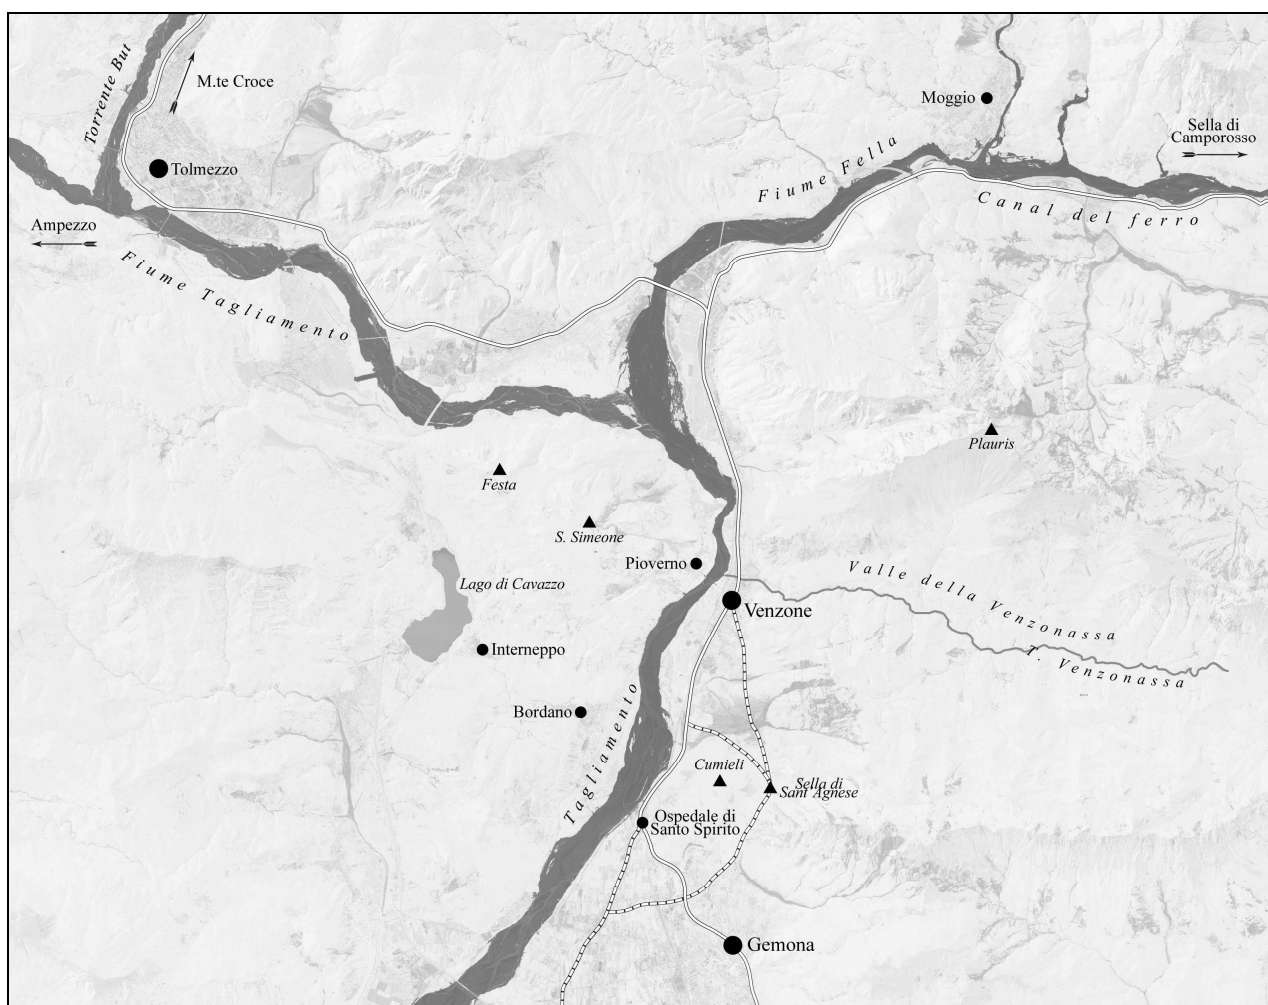 Torrente But
M.te Croce
Moggio
Sella di
Camporosso
Tolmezzo
Fiume Fella
Canal del ferro
Ampezzo
Fiume Tagliamento
Plauris
Festa
S. Simeone
Pioverno
Lago di Cavazzo
Valle della Venzonassa
Venzone
T. Venzonassa
Interneppo
Bordano
Tagliamento
Cumieli
Sella di
Sant'Agnese
Ospedale di
Santo Spirito
Gemona